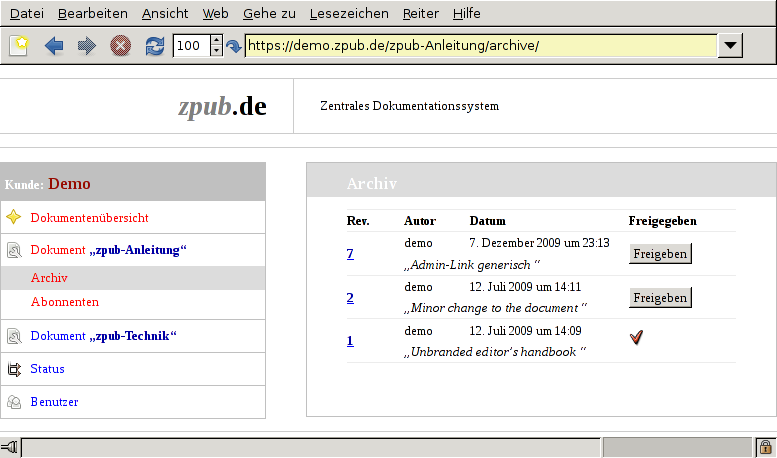 Datei Bearbeiten Ansicht Web Gehe zu Lesezeichen Reiter Hilfe
100 https://demo.zpub.de/zpub-Anleitung/archive/
zpub.de Zentrales Dokumentationssystem
Kunde: Demo
Dokumentenübersicht
Dokument „zpub-Anleitung“
Archiv
Abonnenten
Dokument „zpub-Technik“
Status
Benutzer
Archiv
Rev. Autor Datum Freigegeben
7 demo 7. Dezember 2009 um 23:13 Freigeben
„Admin-Link generisch “
2 demo 12. Juli 2009 um 14:11 Freigeben
„Minor change to the document “
1 demo 12. Juli 2009 um 14:09
„Unbranded editor's handbook “